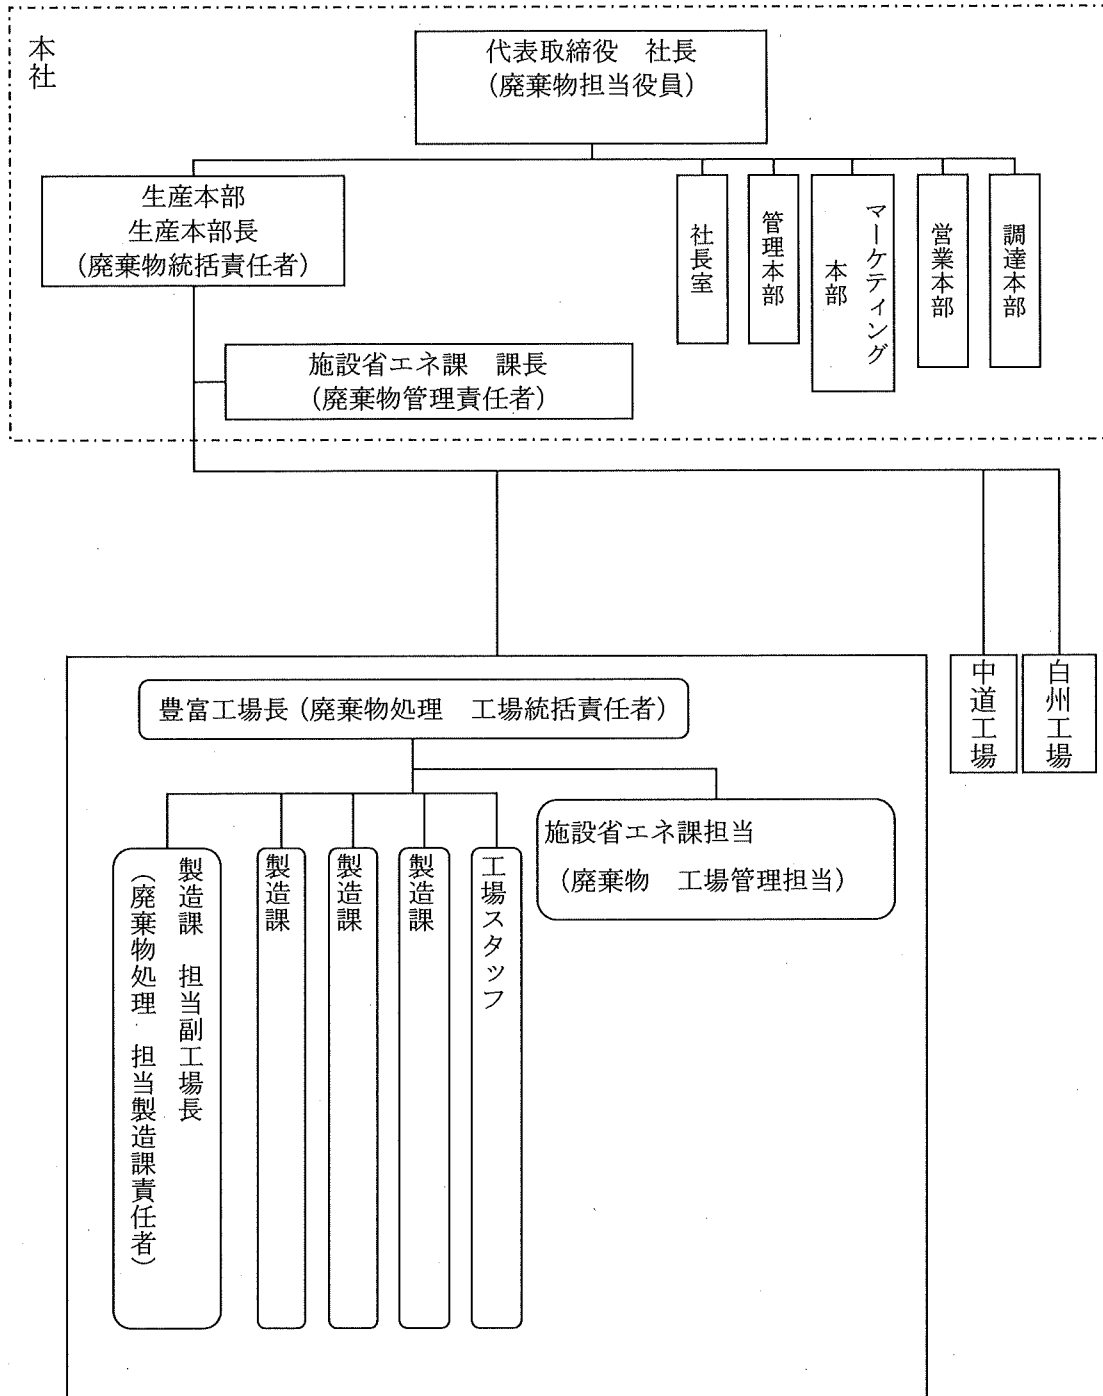 本社
代表取締役　社長
(廃棄物担当役員)
生産本部
生産本部長
(廃棄物統括責任者)
社長室
管理本部
マーケティング
本部
営業本部
調達本部
施設省エネ課　課長
(廃棄物管理責任者)
中道工場
白州工場
豊富工場長 (廃棄物処理　工場統括責任者)
施設省エネ課担当
(廃棄物　工場管理担当)
製造課　担当副工場長
(廃棄物処理　担当製造課責任者)
製造課
製造課
製造課
工場スタッフ